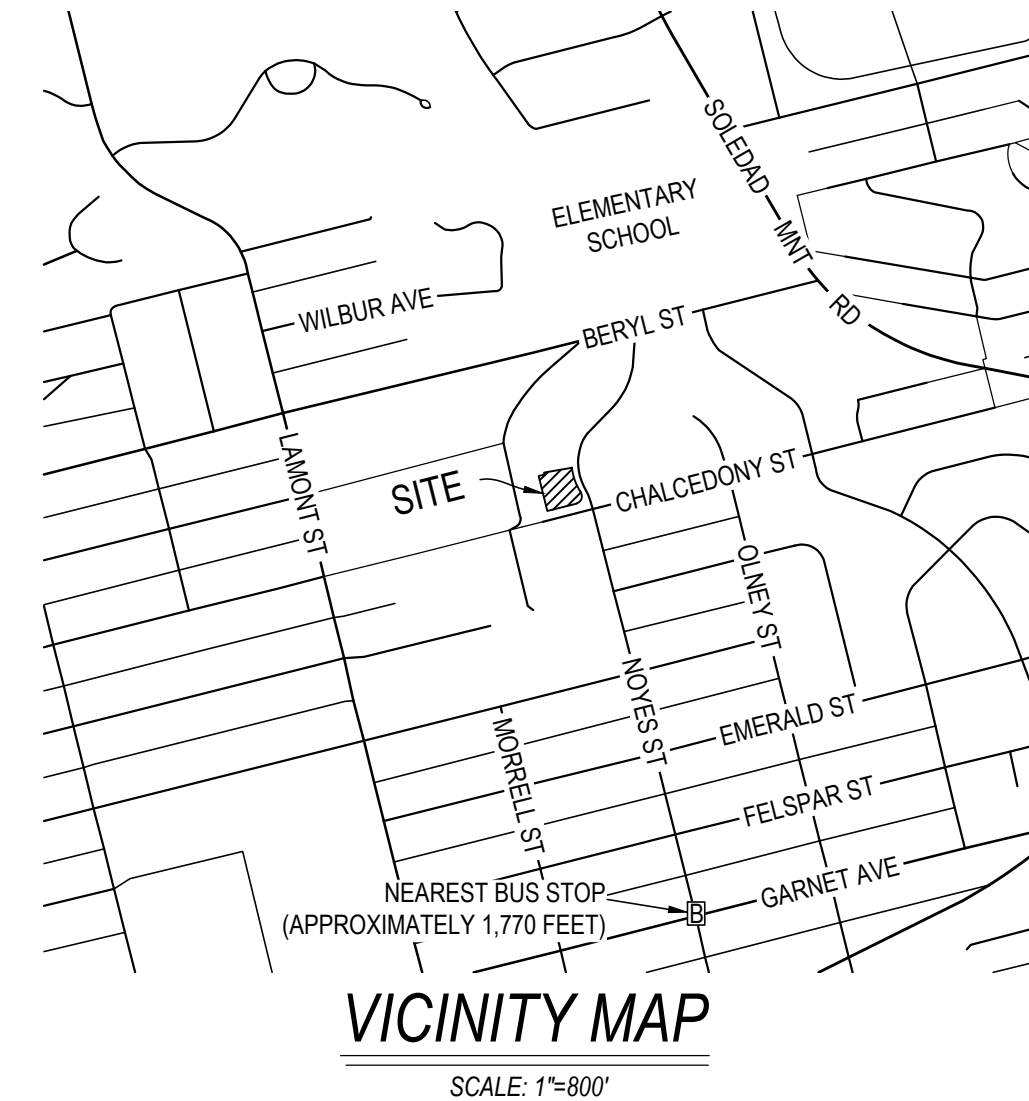 SOLEDAD MNT RD
ELEMENTARY
SCHOOL
WILBUR AVE
BERYL ST
LAMONT ST
SITE
CHALCEDONY ST
OLNEY ST
NOYES ST
EMERALD ST
MORRELL ST
FELSPAR ST
GARNET AVE
NEAREST BUS STOP
(APPROXIMATELY 1,770 FEET)
B
VICINITY MAP
SCALE: 1"=800'